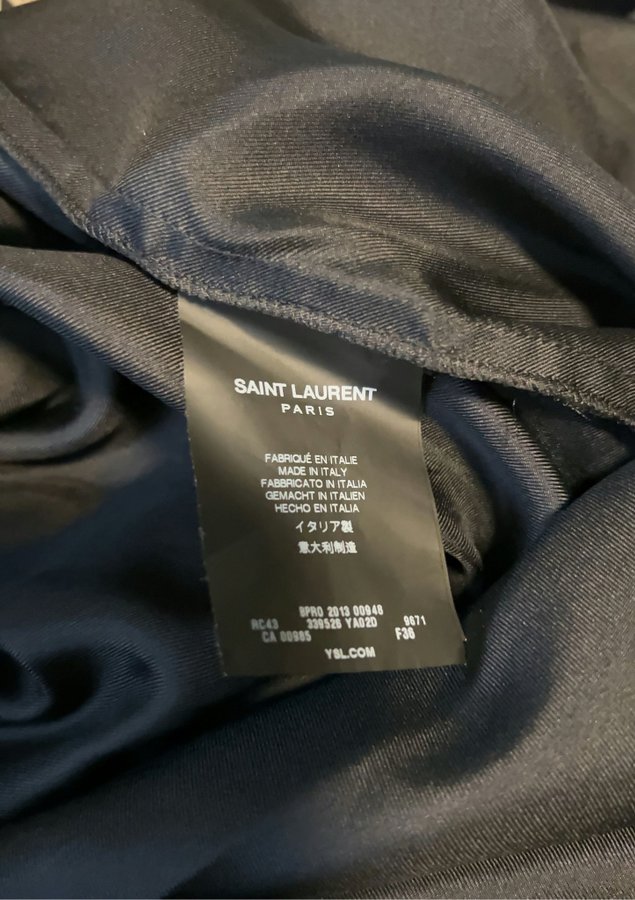 SAINT LAURENT
PARIS
FABRIQUÉ EN ITALIE
MADE IN ITALY
FABBRICATO IN ITALIA
GEMACHT IN ITALIEN
HECHO EN ITALIA
イタリア製
意大利制造
BPRO 2013 00948
RC43 339528 YA02D 9671
CA 00985 F36
YSL.COM